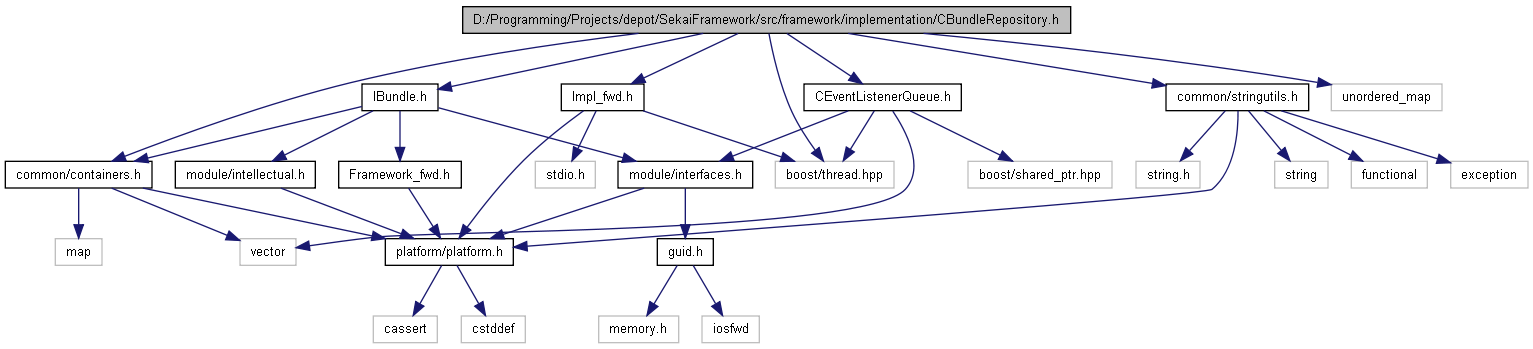 D:/Programming/Projects/depot/SekaiFramework/src/framework/implementation/CBundleRepository.h
IBundle.h
Impl_fwd.h
CEventListenerQueue.h
common/stringutils.h
unordered_map
common/containers.h
module/intellectual.h
Framework_fwd.h
stdio.h
module/interfaces.h
boost/thread.hpp
boost/shared_ptr.hpp
string.h
string
functional
exception
map
vector
platform/platform.h
guid.h
cassert
cstddef
memory.h
iosfwd